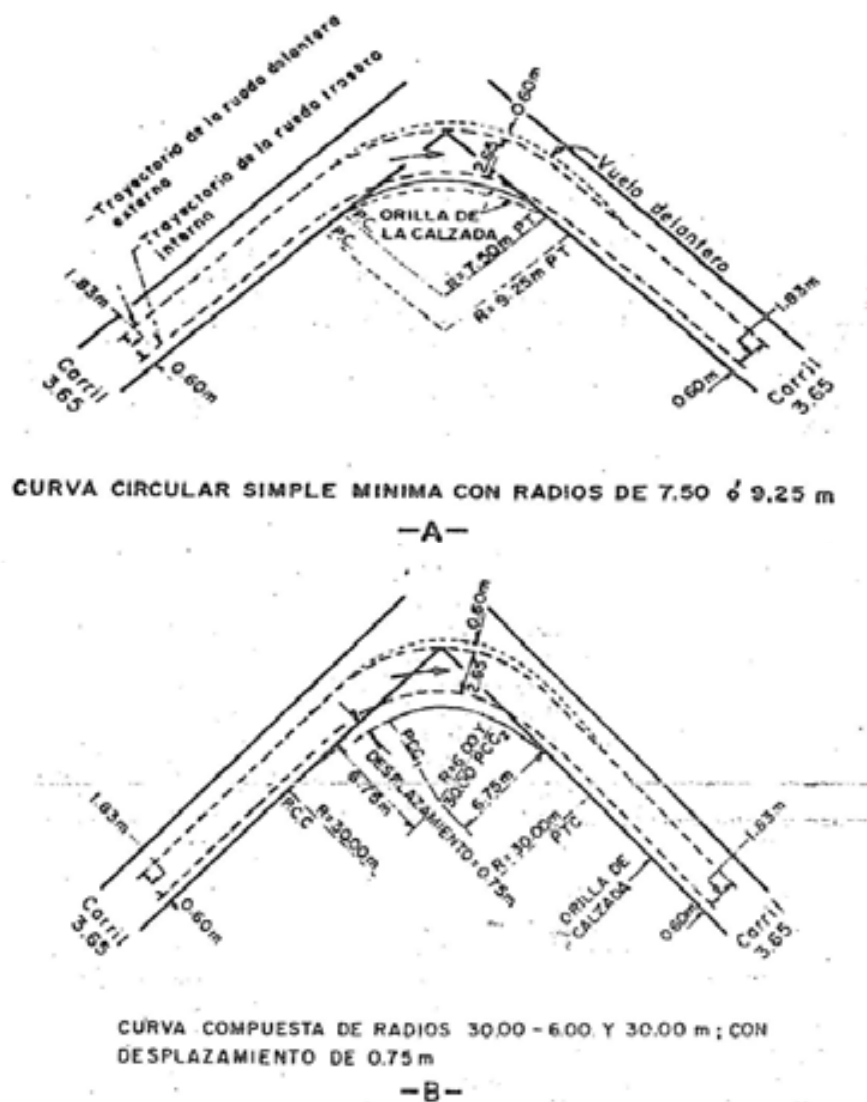 Trayectoria de la rueda delantera
externa
Trayectoria de la rueda trasera
interna
0.60m
2.65
Vuelo delantero
ORILLA DE
LA CALZADA
PC
PC
R=7.50m PT
R=9.25m PT
1.83m
1.83m
0.60m
0.60m
Carril
3.65
Carril
3.65
CURVA CIRCULAR SIMPLE MINIMA CON RADIOS DE 7.50 ó 9.25 m
-A-
0.60m
2.65
PCC1
R=6.00 Y
30.00 PCC2
6.75m
DESPLAZAMIENTO=0.75m
6.75m
PCC
R=30.00m
R=30.00m
PTC
1.83m
1.83m
0.60m
0.60m
ORILLA DE
CALZADA
Carril
3.65
Carril
3.65
CURVA COMPUESTA DE RADIOS 30.00 - 6.00. Y 30.00 m; CON
DESPLAZAMIENTO DE 0.75 m
-B-